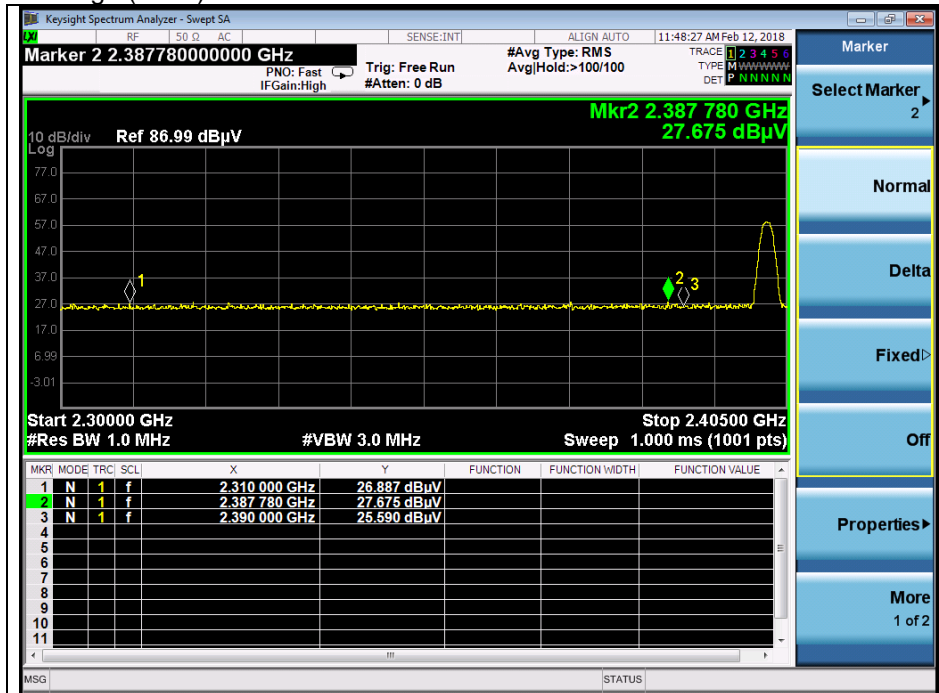 Keysight Spectrum Analyzer - Swept SA
LXI RF 50 Ω AC SENSE:INT ALIGN AUTO 11:48:27 AM Feb 12, 2018
Marker 2 2.387780000000 GHz
PNO: Fast
IFGain:High
Trig: Free Run
#Atten: 0 dB
#Avg Type: RMS
Avg|Hold:>100/100
TRACE 1 2 3 4 5 6
TYPE M WWWWW
DET P N N N N N
Mkr2 2.387 780 GHz
27.675 dBµV
10 dB/div Ref 86.99 dBµV
Log
77.0
67.0
57.0
47.0
37.0
27.0
17.0
6.99
-3.01
1
2
3
Start 2.30000 GHz Stop 2.40500 GHz
#Res BW 1.0 MHz #VBW 3.0 MHz Sweep 1.000 ms (1001 pts)
MKR MODE TRC SCL X Y FUNCTION FUNCTION WIDTH FUNCTION VALUE
1 N 1 f 2.310 000 GHz 26.887 dBµV
2 N 1 f 2.387 780 GHz 27.675 dBµV
3 N 1 f 2.390 000 GHz 25.590 dBµV
4
5
6
7
8
9
10
11
MSG STATUS
Marker
Select Marker
2
Normal
Delta
Fixed
Off
Properties
More
1 of 2